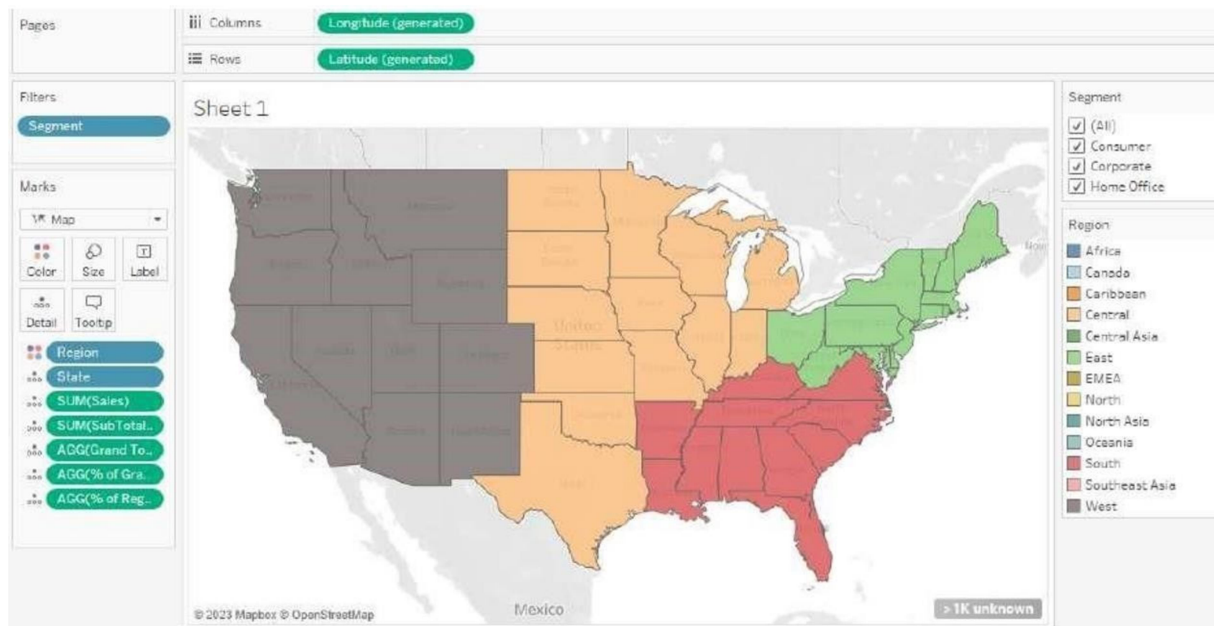 Pages
Columns
Longitude (generated)
Rows
Latitude (generated)
Filters
Segment
Marks
Map
Color
Size
Label
Detail
Tooltip
Region
State
SUM(Sales)
SUM(SubTotal..
AGG(Grand To..
AGG(% of Gra..
AGG(% of Reg..
Sheet 1
United
States
Mexico
© 2023 Mapbox © OpenStreetMap
> 1K unknown
Segment
(All)
Consumer
Corporate
Home Office
Region
Africa
Canada
Caribbean
Central
Central Asia
East
EMEA
North
North Asia
Oceania
South
Southeast Asia
West